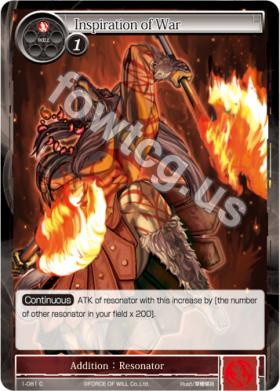 Inspiration of War
WILL
1
fowtcg.us
Continuous ATK of resonator with this increase by [the number
of other resonator in your field x 200].
Addition : Resonator
1-061 C
©FORCE OF WILL Co.,Ltd.
Illust/